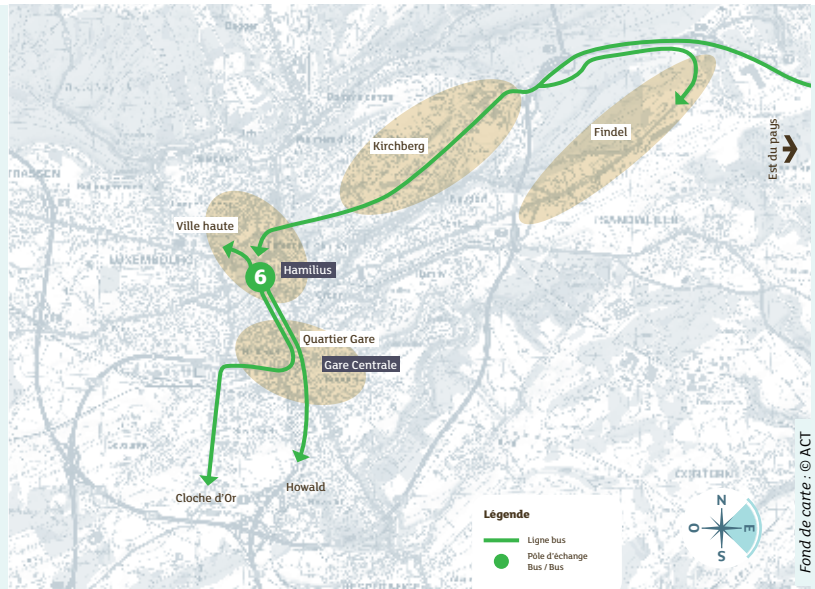 Kirchberg
Findel
Est du pays
Ville haute
6
Hamilius
Quartier Gare
Gare Centrale
Cloche d'Or
Howald
Légende
Ligne bus
Pôle d'échange
Bus / Bus
N
O
E
S
Fond de carte : © ACT